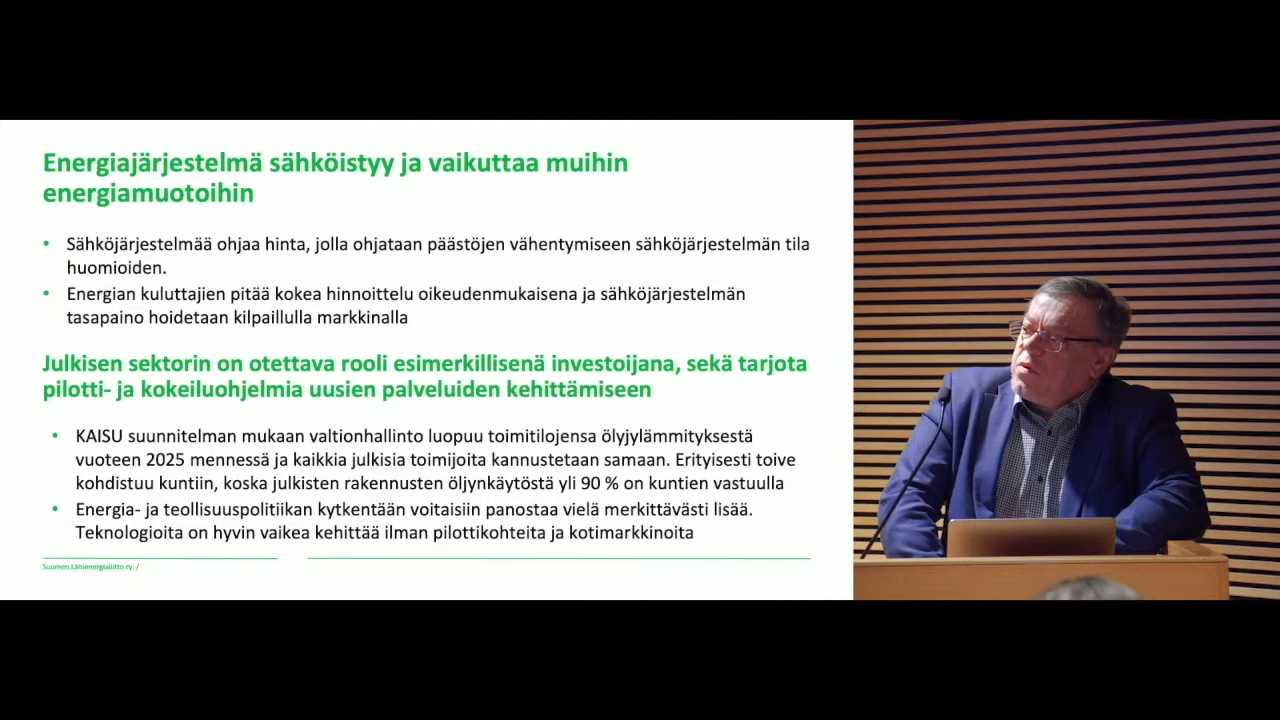 Energiajärjestelmä sähköistyy ja vaikuttaa muihin
energiamuotoihin
• Sähköjärjestelmää ohjaa hinta, jolla ohjataan päästöjen vähentymiseen sähköjärjestelmän tila
huomioiden.
• Energian kuluttajien pitää kokea hinnoittelu oikeudenmukaisena ja sähköjärjestelmän
tasapaino hoidetaan kilpaillulla markkinalla
Julkisen sektorin on otettava rooli esimerkillisenä investoijana, sekä tarjota
pilotti- ja kokeiluohjelmia uusien palveluiden kehittämiseen
• KAISU suunnitelman mukaan valtionhallinto luopuu toimitilojensa ölyjylämmityksestä
vuoteen 2025 mennessä ja kaikkia julkisia toimijoita kannustetaan samaan. Erityisesti toive
kohdistuu kuntiin, koska julkisten rakennusten öljynkäytöstä yli 90 % on kuntien vastuulla
• Energia- ja teollisuuspolitiikan kytkentään voitaisiin panostaa vielä merkittävästi lisää.
Teknologioita on hyvin vaikea kehittää ilman pilottikohteita ja kotimarkkinoita
Suomen Lähienergialiitto ry. /